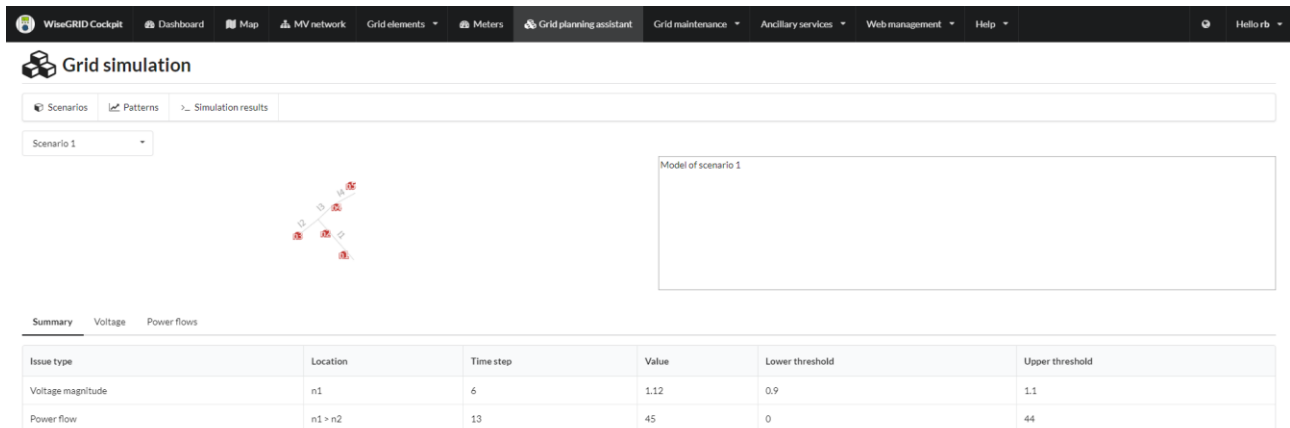 WiseGRID Cockpit Dashboard Map MV network Grid elements Meters Grid planning assistant Grid maintenance Ancillary services Web management Help Hello rb
Grid simulation
Scenarios Patterns >_ Simulation results
Scenario 1
Model of scenario 1
Summary Voltage Power flows
Issue type Location Time step Value Lower threshold Upper threshold
Voltage magnitude n1 6 1.12 0.9 1.1
Power flow n1 > n2 13 45 0 44